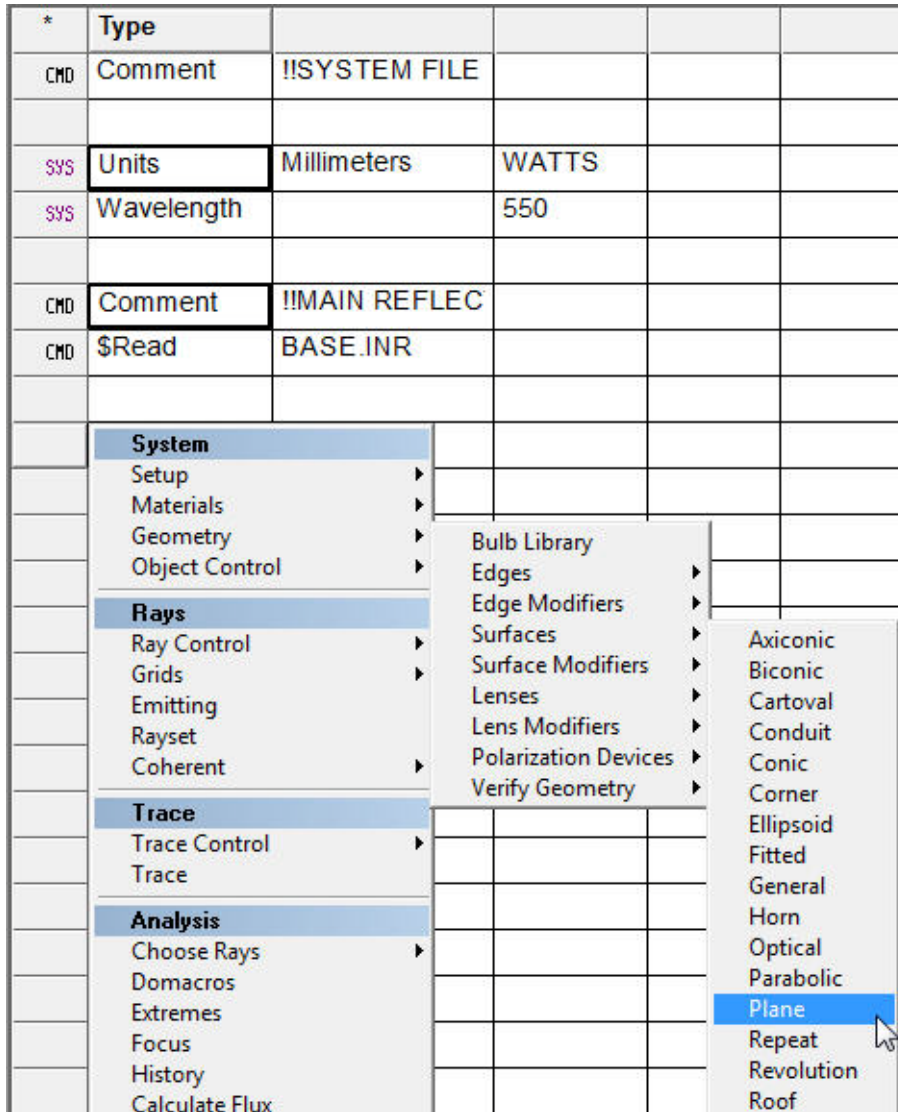 * Type
CMD Comment !!SYSTEM FILE
SYS Units Millimeters WATTS
SYS Wavelength 550
CMD Comment !!MAIN REFLEC
CMD $Read BASE.INR
System
Setup
Materials
Geometry
Object Control
Rays
Ray Control
Grids
Emitting
Rayset
Coherent
Trace
Trace Control
Trace
Analysis
Choose Rays
Domacros
Extremes
Focus
History
Calculate Flux
Bulb Library
Edges
Edge Modifiers
Surfaces
Surface Modifiers
Lenses
Lens Modifiers
Polarization Devices
Verify Geometry
Axiconic
Biconic
Cartoval
Conduit
Conic
Corner
Ellipsoid
Fitted
General
Horn
Optical
Parabolic
Plane
Repeat
Revolution
Roof